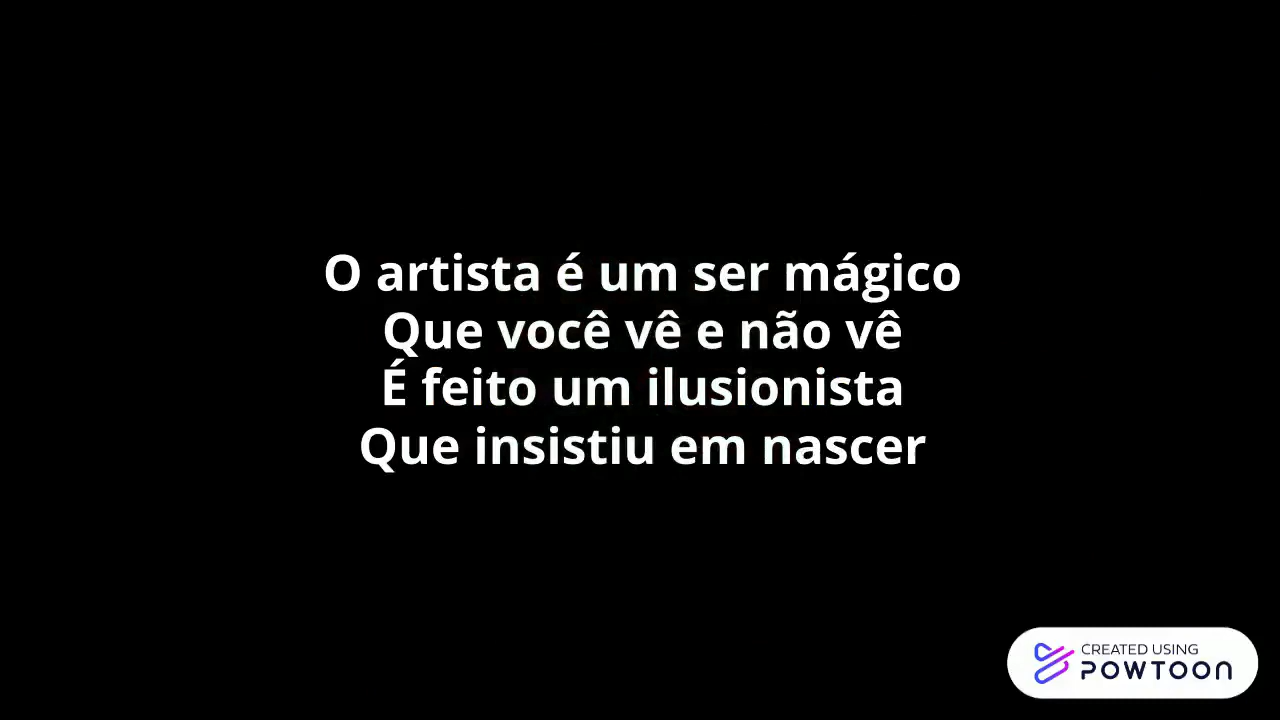 O artista é um ser mágico
Que você vê e não vê
É feito um ilusionista
Que insistiu em nascer
CREATED USING
POWTOON